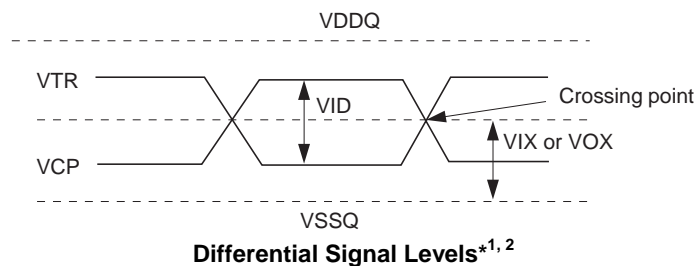 VDDQ
VTR
VID
Crossing point
VIX or VOX
VCP
VSSQ
Differential Signal Levels*1, 2